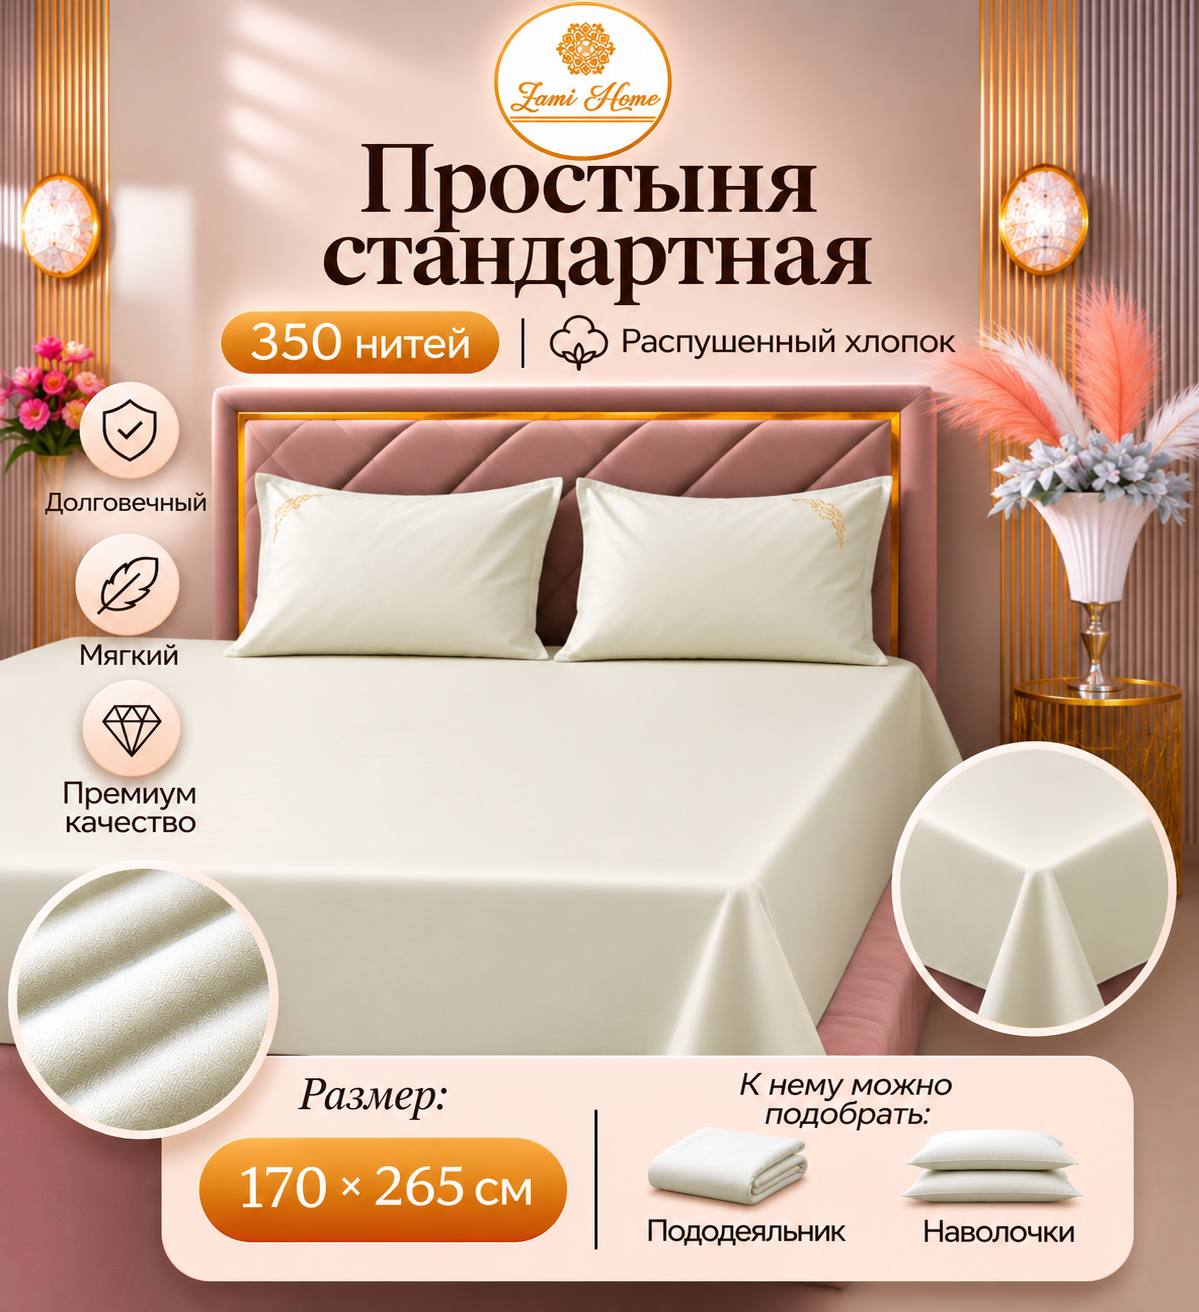 Zami Home
Простыня
стандартная
350 нитей
Распушенный хлопок
Долговечный
Мягкий
Премиум
качество
Размер:
170 × 265 см
К нему можно
подобрать:
Пододеяльник
Наволочки